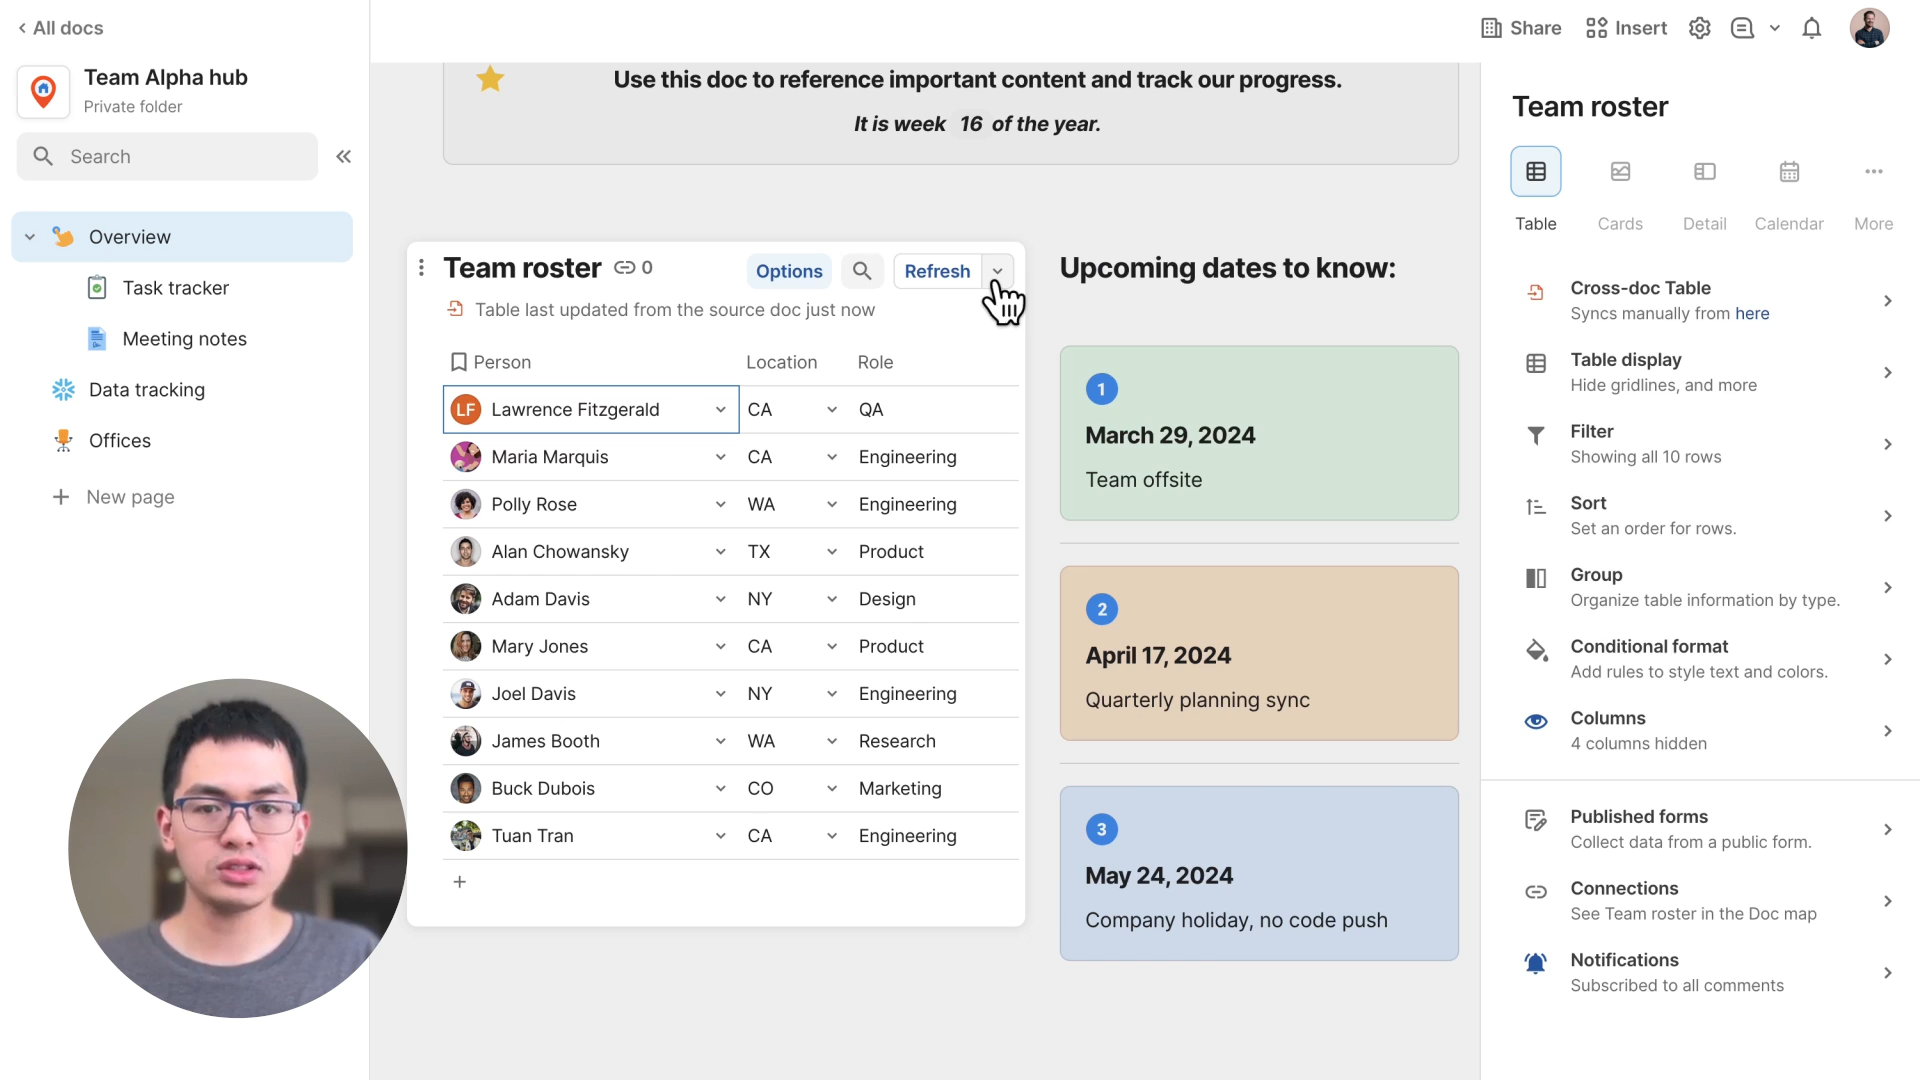 All docs
Team Alpha hub
Private folder
Search
Overview
Task tracker
Meeting notes
Data tracking
Offices
New page
Share
Insert
Use this doc to reference important content and track our progress.
It is week 16 of the year.
Team roster 0
Options
Refresh
Table last updated from the source doc just now
Person Location Role
LF Lawrence Fitzgerald CA QA
Maria Marquis CA Engineering
Polly Rose WA Engineering
Alan Chowansky TX Product
Adam Davis NY Design
Mary Jones CA Product
Joel Davis NY Engineering
James Booth WA Research
Buck Dubois CO Marketing
Tuan Tran CA Engineering
Upcoming dates to know:
1
March 29, 2024
Team offsite
2
April 17, 2024
Quarterly planning sync
3
May 24, 2024
Company holiday, no code push
Team roster
Table Cards Detail Calendar More
Cross-doc Table
Syncs manually from here
Table display
Hide gridlines, and more
Filter
Showing all 10 rows
Sort
Set an order for rows.
Group
Organize table information by type.
Conditional format
Add rules to style text and colors.
Columns
4 columns hidden
Published forms
Collect data from a public form.
Connections
See Team roster in the Doc map
Notifications
Subscribed to all comments